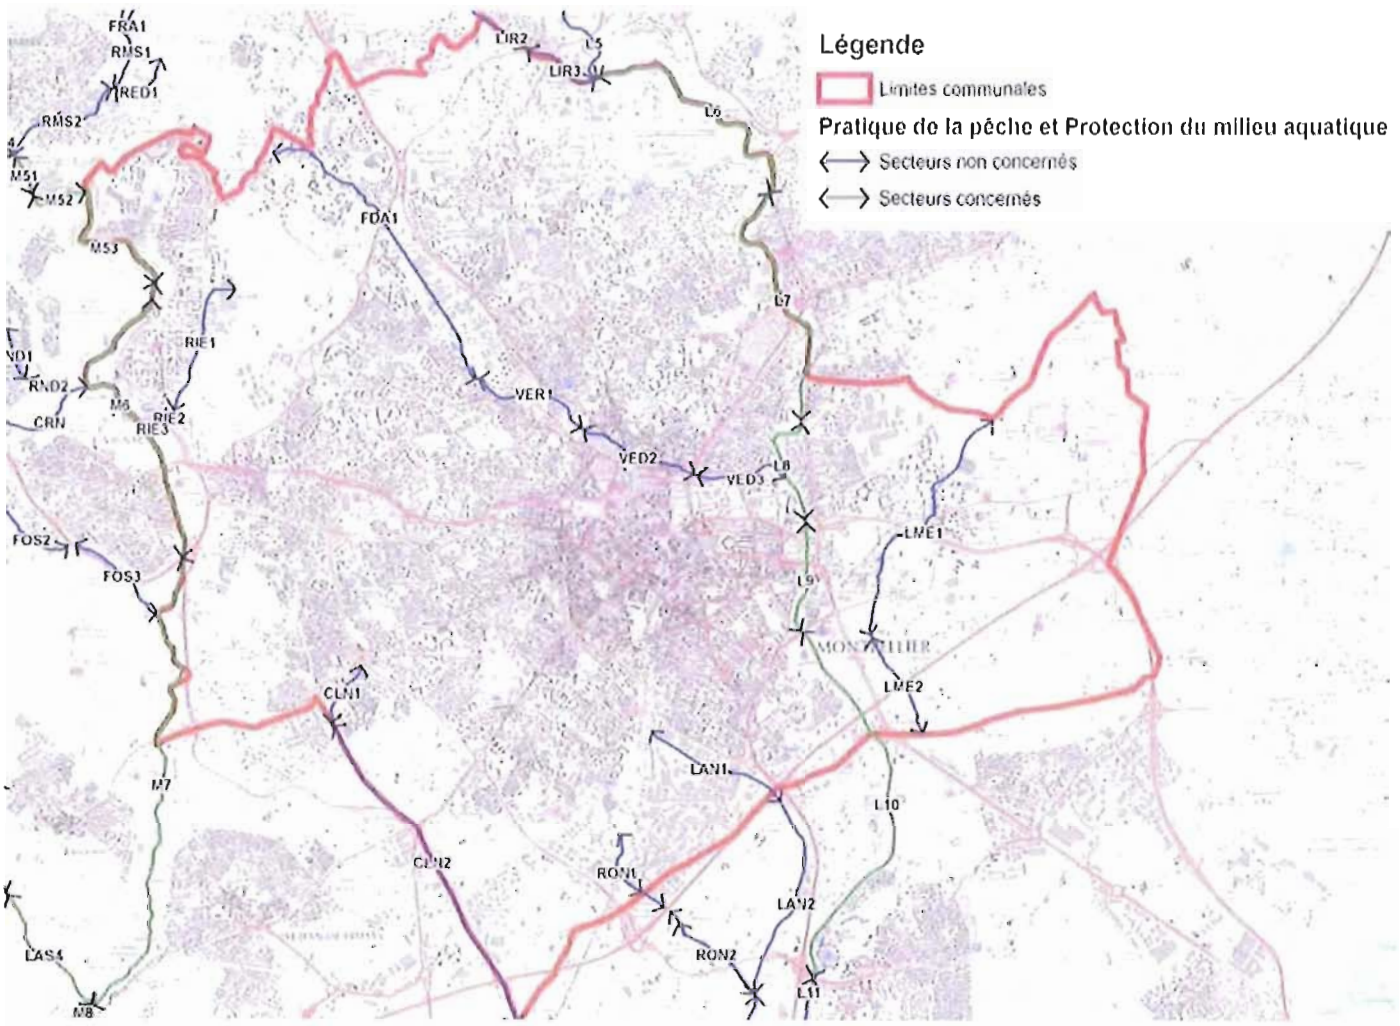 Légende
Limites communales
Pratique de la pêche et Protection du milieu aquatique
Secteurs non concernés
Secteurs concernés
FRA1
RMS1
RED1
RMS2
4
M51
M52
M53
LIR2
L5
LIR3
L6
FDA1
L7
RIE1
ND1
RND2
CRN
M6
RIE2
RIE3
VER1
VED2
VED3
L8
LME1
FOS2
FOS3
L9
MONTPELLIER
LME2
CLN1
LAN1
M7
L10
CLN2
RON1
LAN2
LAS4
RON2
L11
M8